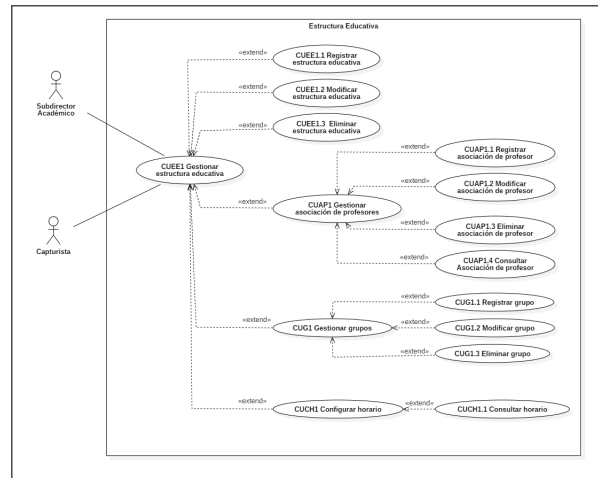 Estructura Educativa
«extend»
CUEE1.1 Registrar
estructura educativa
«extend»
CUEE1.2 Modificar
estructura educativa
«extend»
CUEE1.3 Eliminar
estructura educativa
Subdirector
Académico
CUEE1 Gestionar
estructura educativa
Capturista
«extend»
CUAP1 Gestionar
asociación de profesores
«extend»
CUAP1.1 Registrar
asociación de profesor
«extend»
CUAP1.2 Modificar
asociación de profesor
«extend»
CUAP1.3 Eliminar
asociación de profesor
«extend»
CUAP1.4 Consultar
Asociación de profesor
«extend»
CUG1 Gestionar grupos
«extend»
CUG1.1 Registrar grupo
«extend»
CUG1.2 Modificar grupo
«extend»
CUG1.3 Eliminar grupo
«extend»
CUCH1 Configurar horario
«extend»
CUCH1.1 Consultar horario